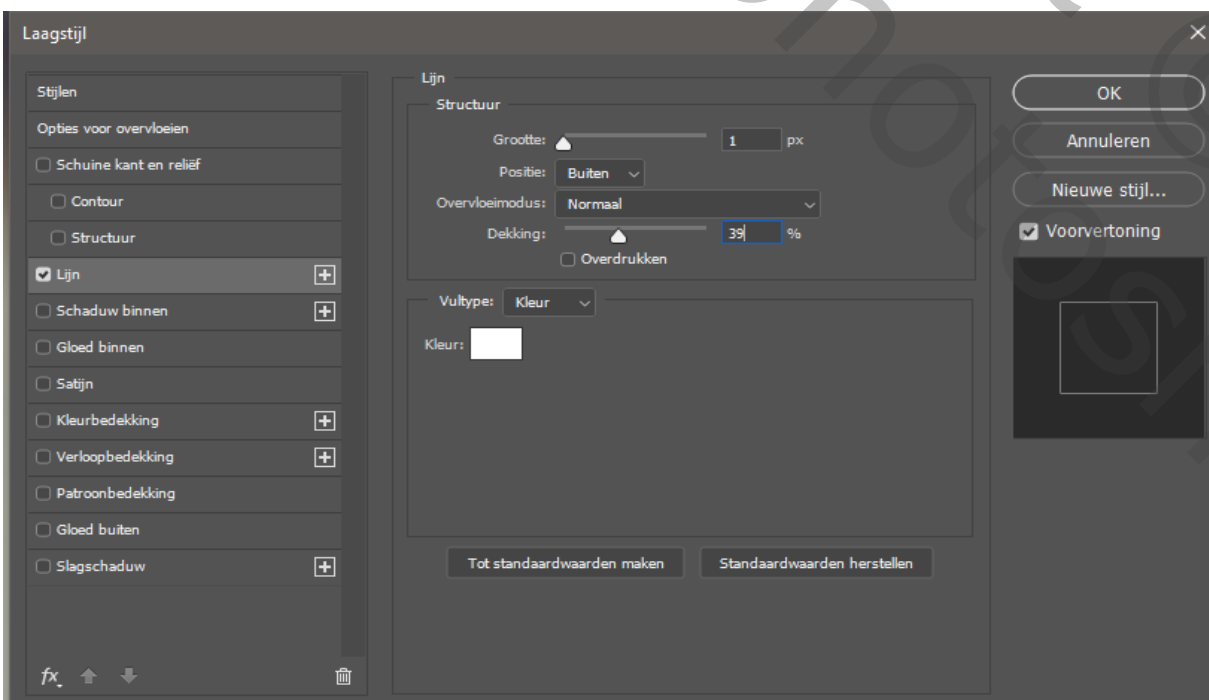 Laagstijl
Stijlen
Opties voor overvloeien
Schuine kant en reliëf
Contour
Structuur
Lijn
Schaduw binnen
Gloed binnen
Satijn
Kleurbedekking
Verloopbedekking
Patroonbedekking
Gloed buiten
Slagschaduw
fx
Lijn
Structuur
Grootte: 1 px
Positie: Buiten
Overvloeimodus: Normaal
Dekking: 39 %
Overdrukken
Vultype: Kleur
Kleur:
Tot standaardwaarden maken Standaardwaarden herstellen
OK
Annuleren
Nieuwe stijl...
Voorvertoning